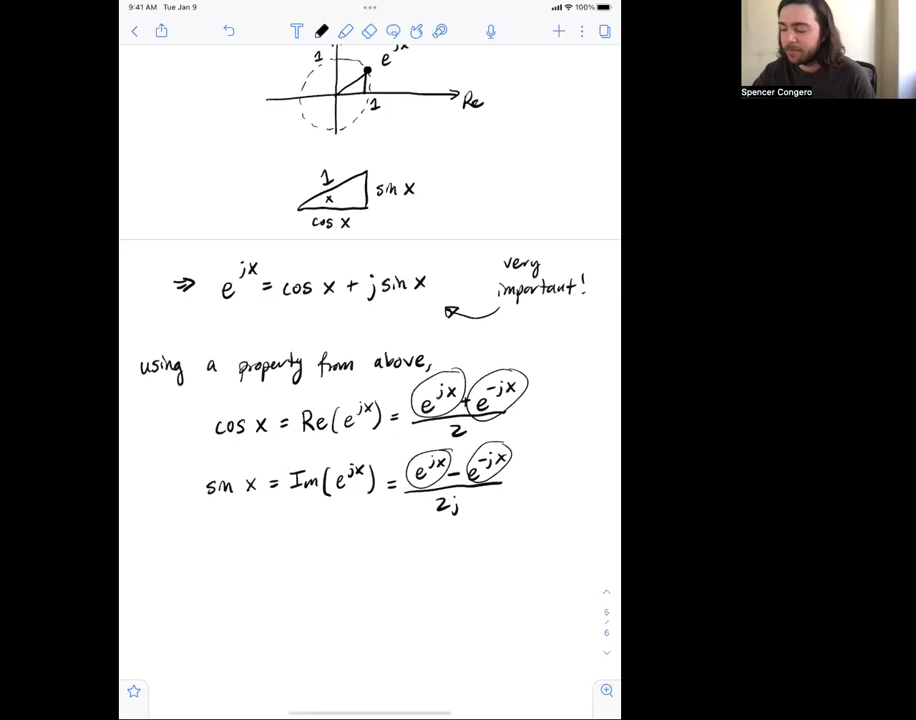 9:41 AM Tue Jan 9
100%
1
e^jx
1
Re
1
x
sin x
cos x
⇒ e^jx = cos x + j sin x
very
important!
using a property from above,
cos x = Re(e^jx) = (e^jx + e^-jx)/2
sin x = Im(e^jx) = (e^jx - e^-jx)/2j
5
/
6
Spencer Congero